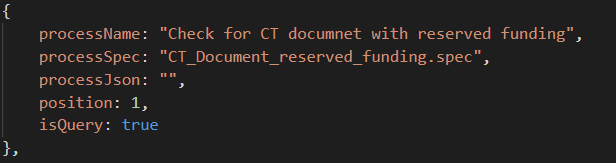 {
processName: "Check for CT documnet with reserved funding",
processSpec: "CT_Document_reserved_funding.spec",
processJson: "",
position: 1,
isQuery: true
},